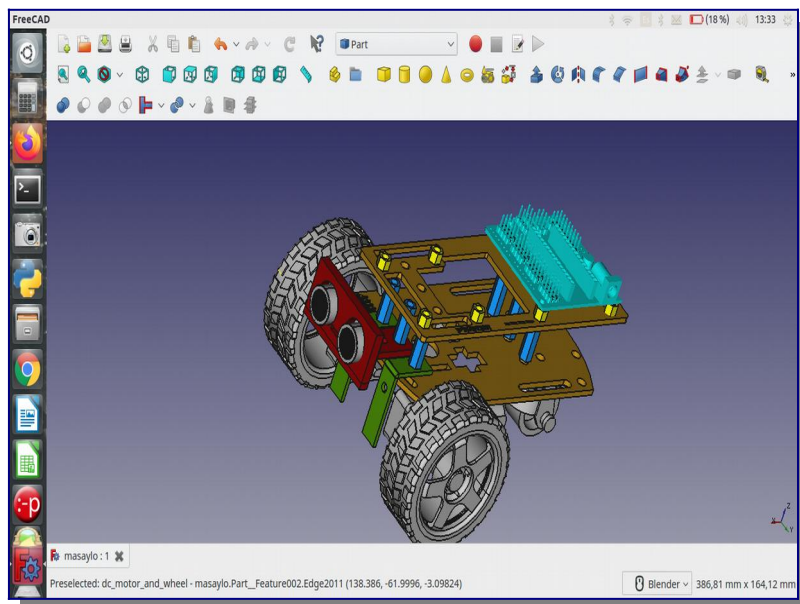 FreeCAD
(18 %)
13:33
Part
»
>_
:-p
masaylo : 1
Z
Y
Preselected: dc_motor_and_wheel - masaylo.Part__Feature002.Edge2011 (138.386, -61.9996, -3.09824)
Blender
386,81 mm x 164,12 mm